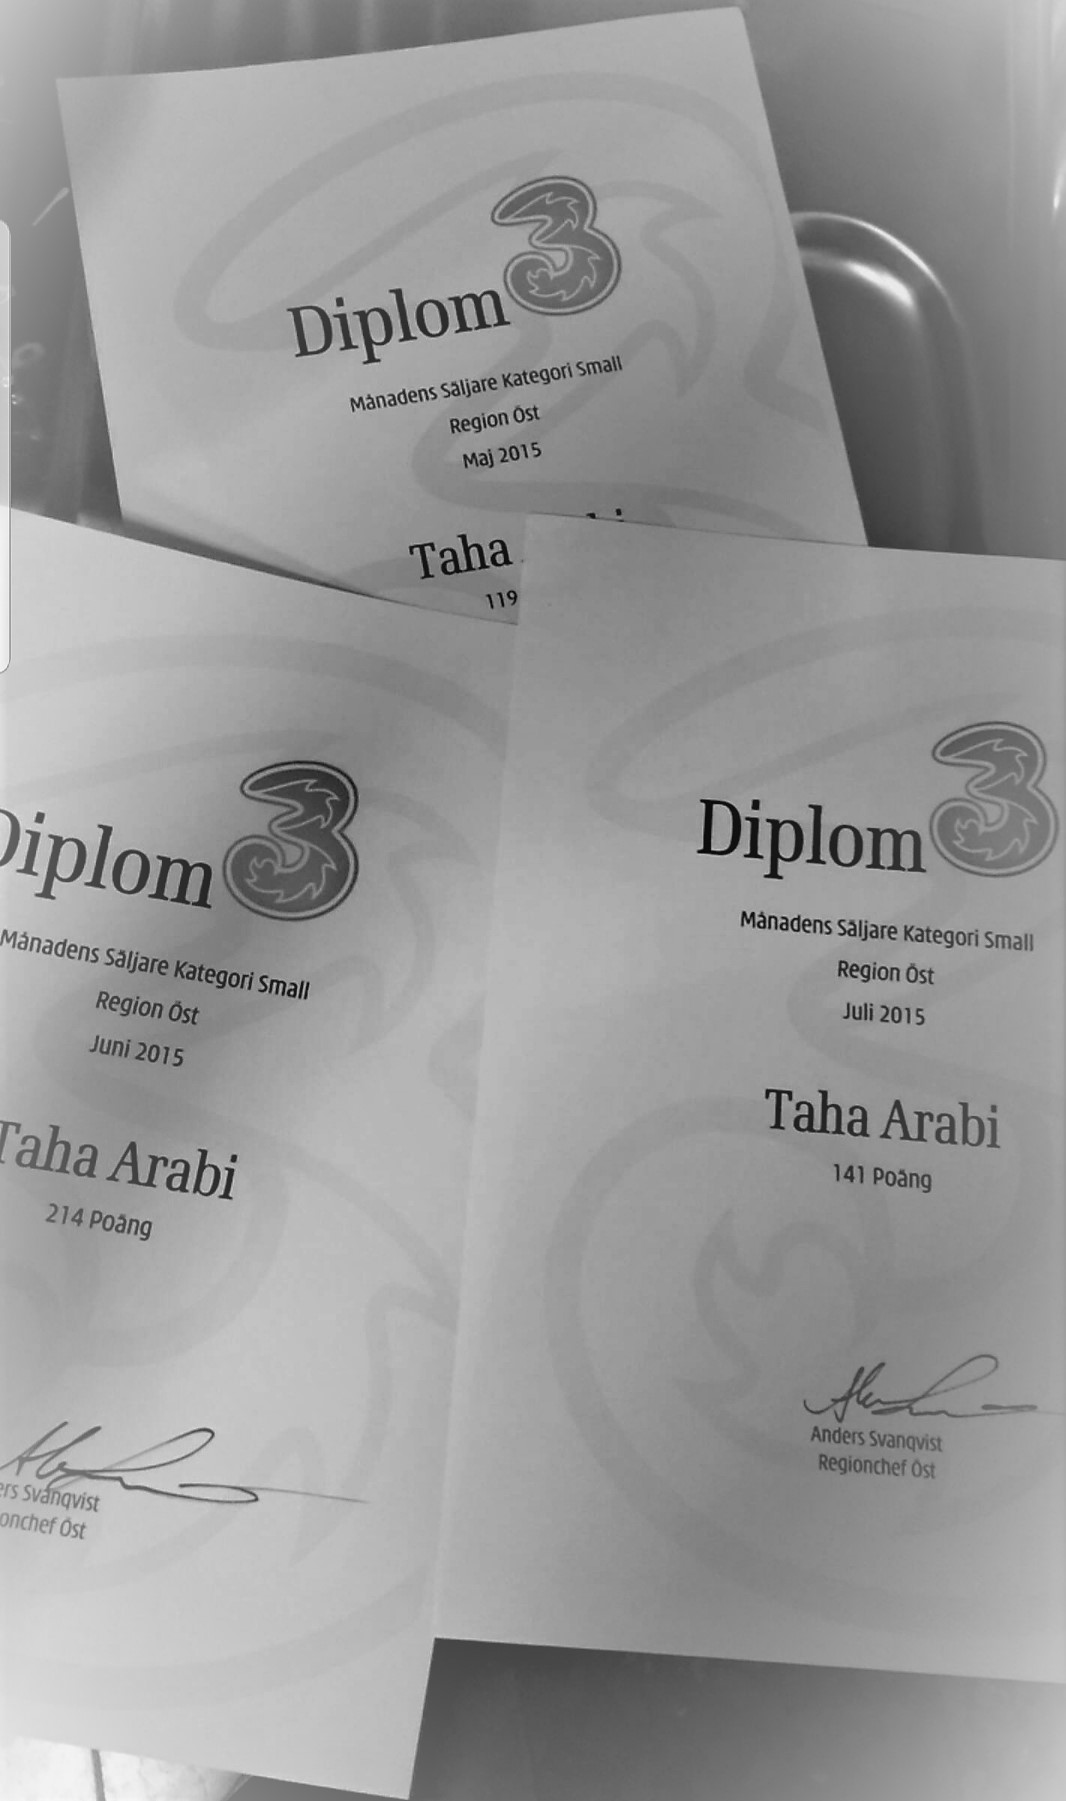 Diplom 3
Månadens Säljare Kategori Small
Region Öst
Maj 2015
Taha
119
Diplom 3
Månadens Säljare Kategori Small
Region Öst
Juni 2015
Taha Arabi
214 Poäng
ers Svanqvist
onchef Öst
Diplom 3
Månadens Säljare Kategori Small
Region Öst
Juli 2015
Taha Arabi
141 Poäng
Anders Svanqvist
Regionchef Öst